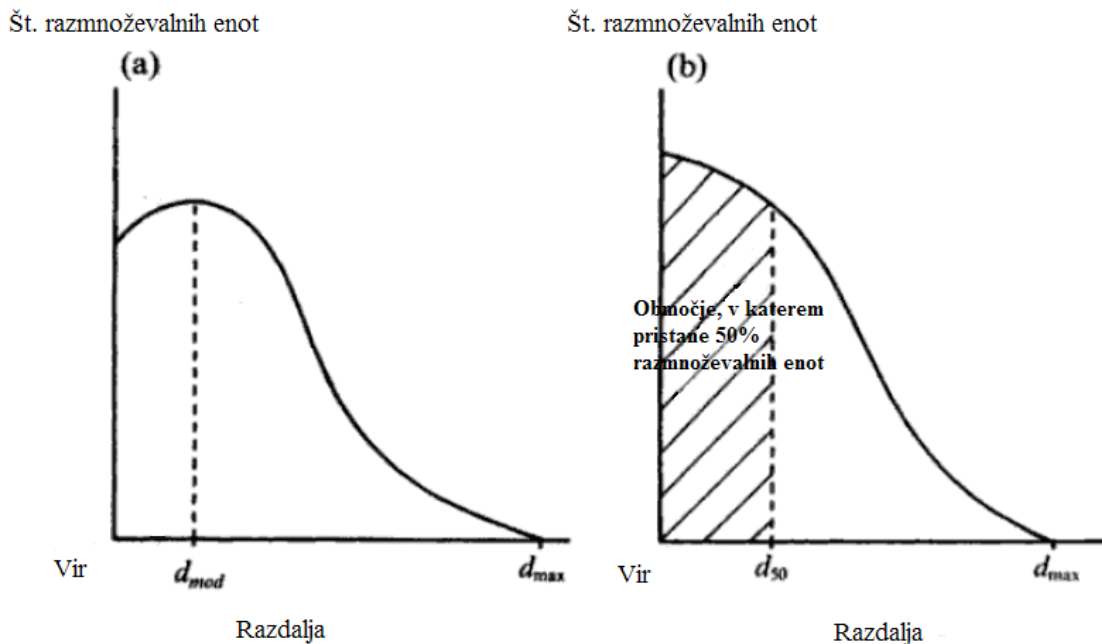 Št. razmnoževalnih enot
(a)
Vir
d_mod
d_max
Razdalja
Št. razmnoževalnih enot
(b)
Območje, v katerem
pristane 50%
razmnoževalnih enot
Vir
d_50
d_max
Razdalja